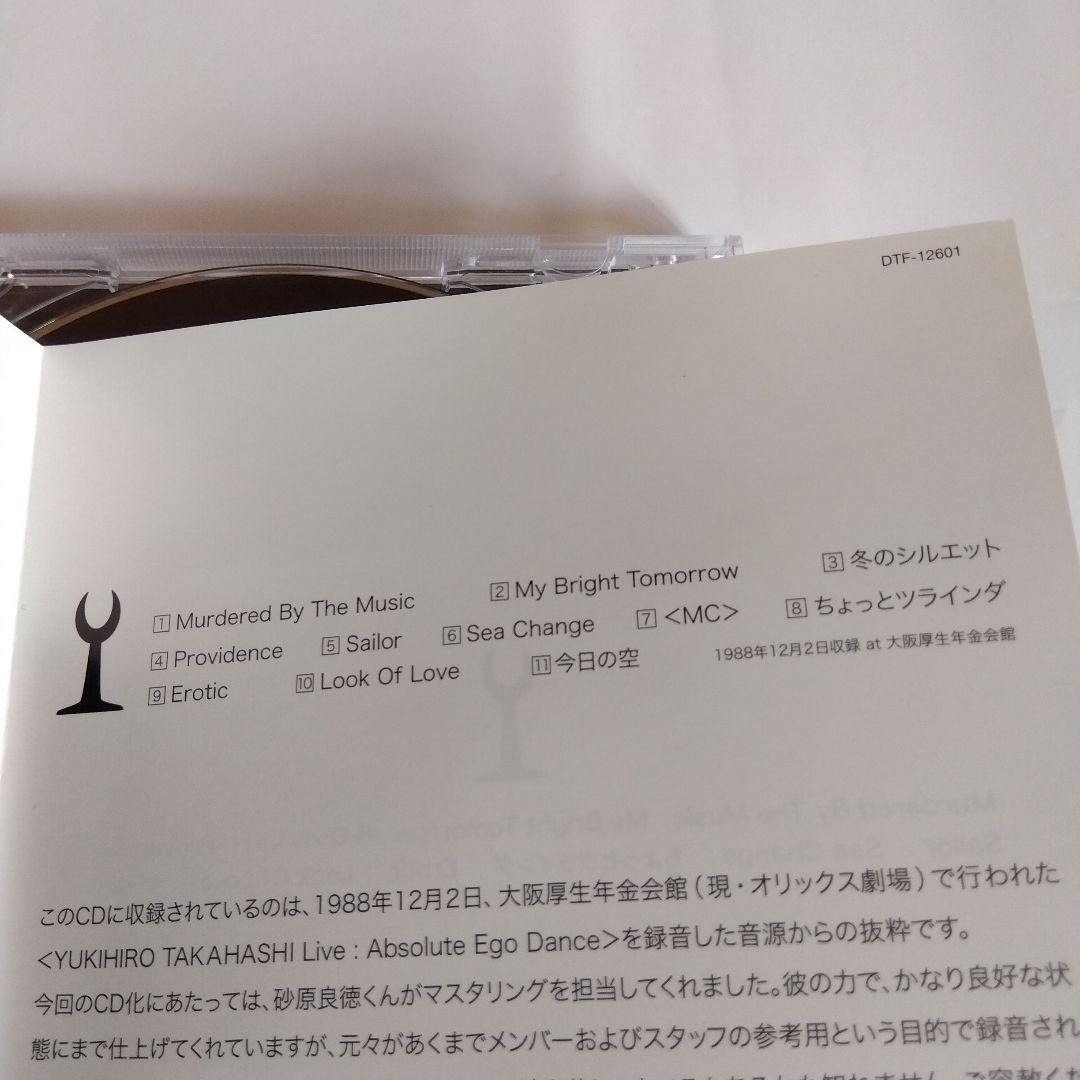 DTF-12601
1 Murdered By The Music 2 My Bright Tomorrow 3 冬のシルエット
4 Providence 5 Sailor 6 Sea Change 7 <MC> 8 ちょっとツラインダ
9 Erotic 10 Look Of Love 11 今日の空 1988年12月2日収録 at 大阪厚生年金会館
このCDに収録されているのは、1988年12月2日、大阪厚生年金会館（現・オリックス劇場）で行われた
<YUKIHIRO TAKAHASHI Live : Absolute Ego Dance>を録音した音源からの抜粋です。
今回のCD化にあたっては、砂原良徳くんがマスタリングを担当してくれました。彼の力で、かなり良好な状
態にまで仕上げてくれていますが、元々があくまでメンバーおよびスタッフの参考用という目的で録音され